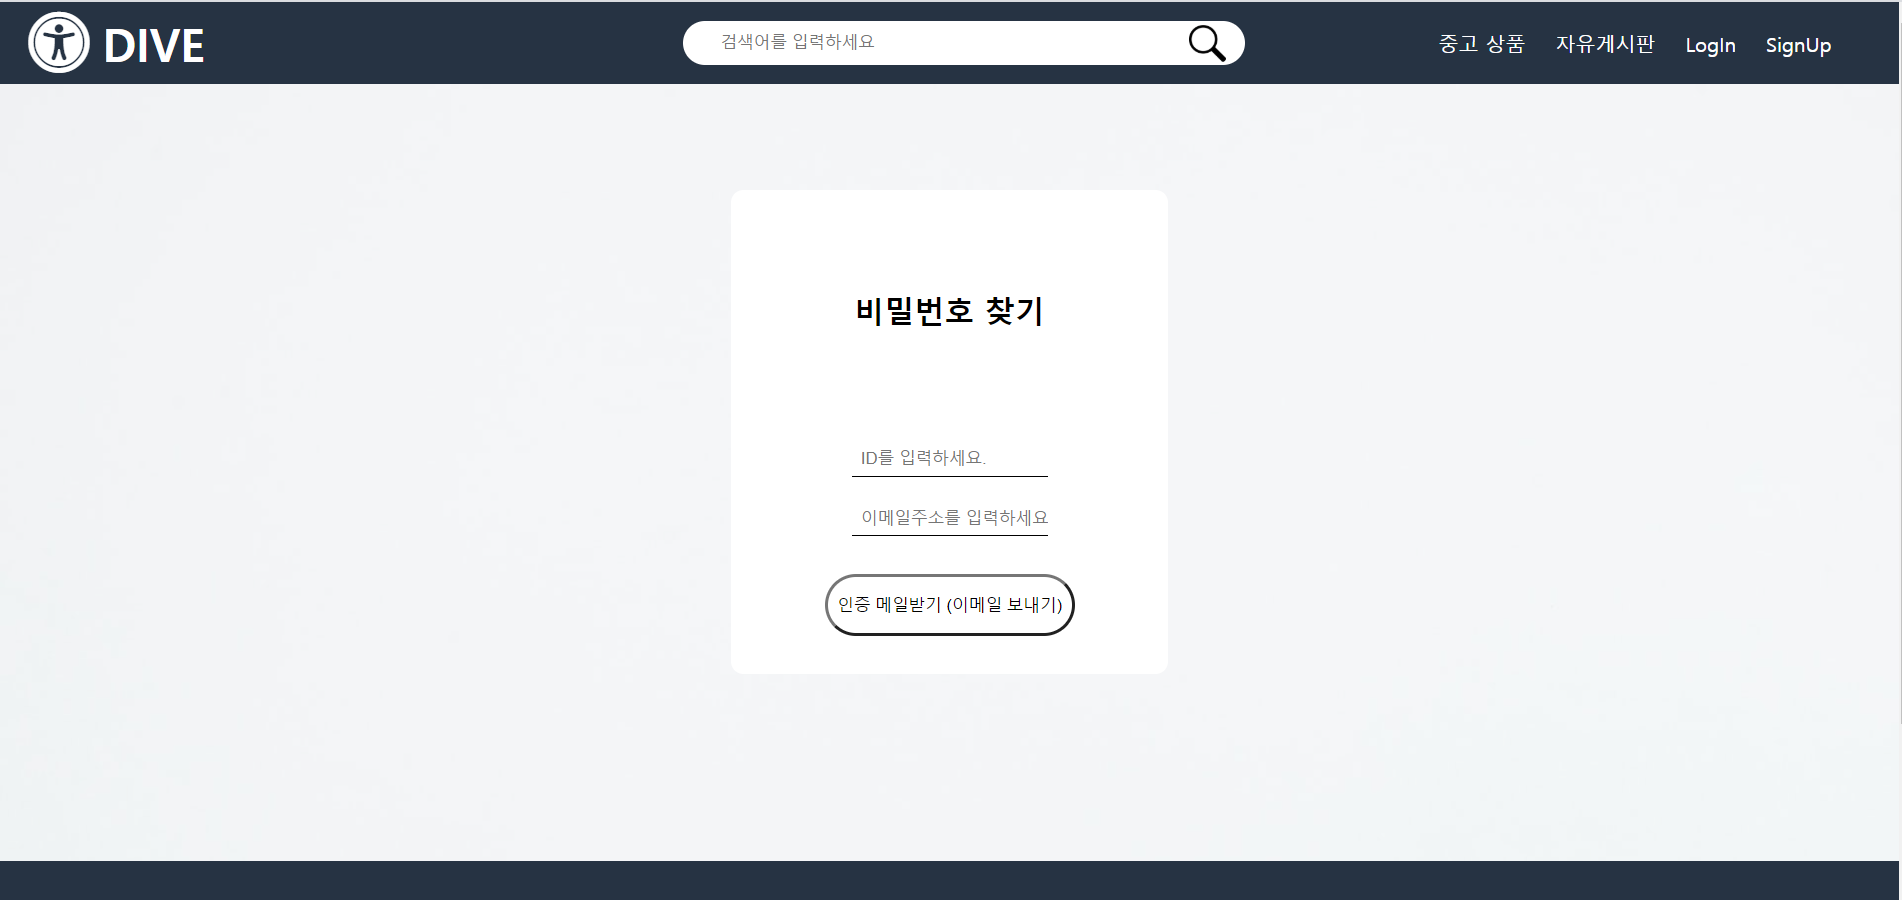 DIVE
검색어를 입력하세요
중고 상품
자유게시판
LogIn
SignUp
비밀번호 찾기
ID를 입력하세요.
이메일주소를 입력하세요
인증 메일받기 (이메일 보내기)